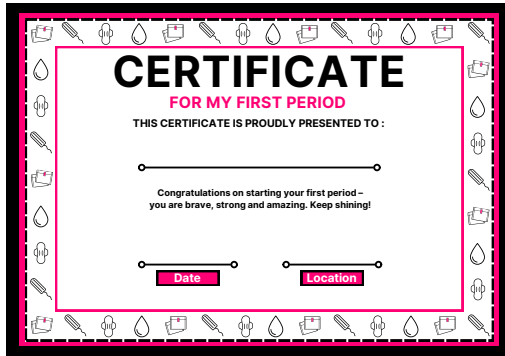 CERTIFICATE
FOR MY FIRST PERIOD
THIS CERTIFICATE IS PROUDLY PRESENTED TO :
Congratulations on starting your first period –
you are brave, strong and amazing. Keep shining!
Date
Location